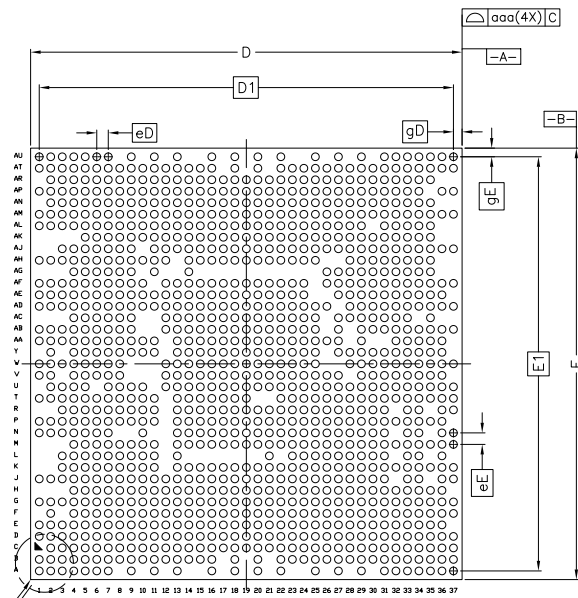 aaa(4X) C
D
-A-
D1
-B-
eD
gD
AU
AT
AR
AP
AN
AM
AL
AK
AJ
AH
AG
AF
AE
AD
AC
AB
AA
Y
W
V
U
T
R
P
N
M
L
K
J
H
G
F
E
D
C
B
A
gE
E1
E
eE
1 2 3 4 5 6 7 8 9 10 11 12 13 14 15 16 17 18 19 20 21 22 23 24 25 26 27 28 29 30 31 32 33 34 35 36 37